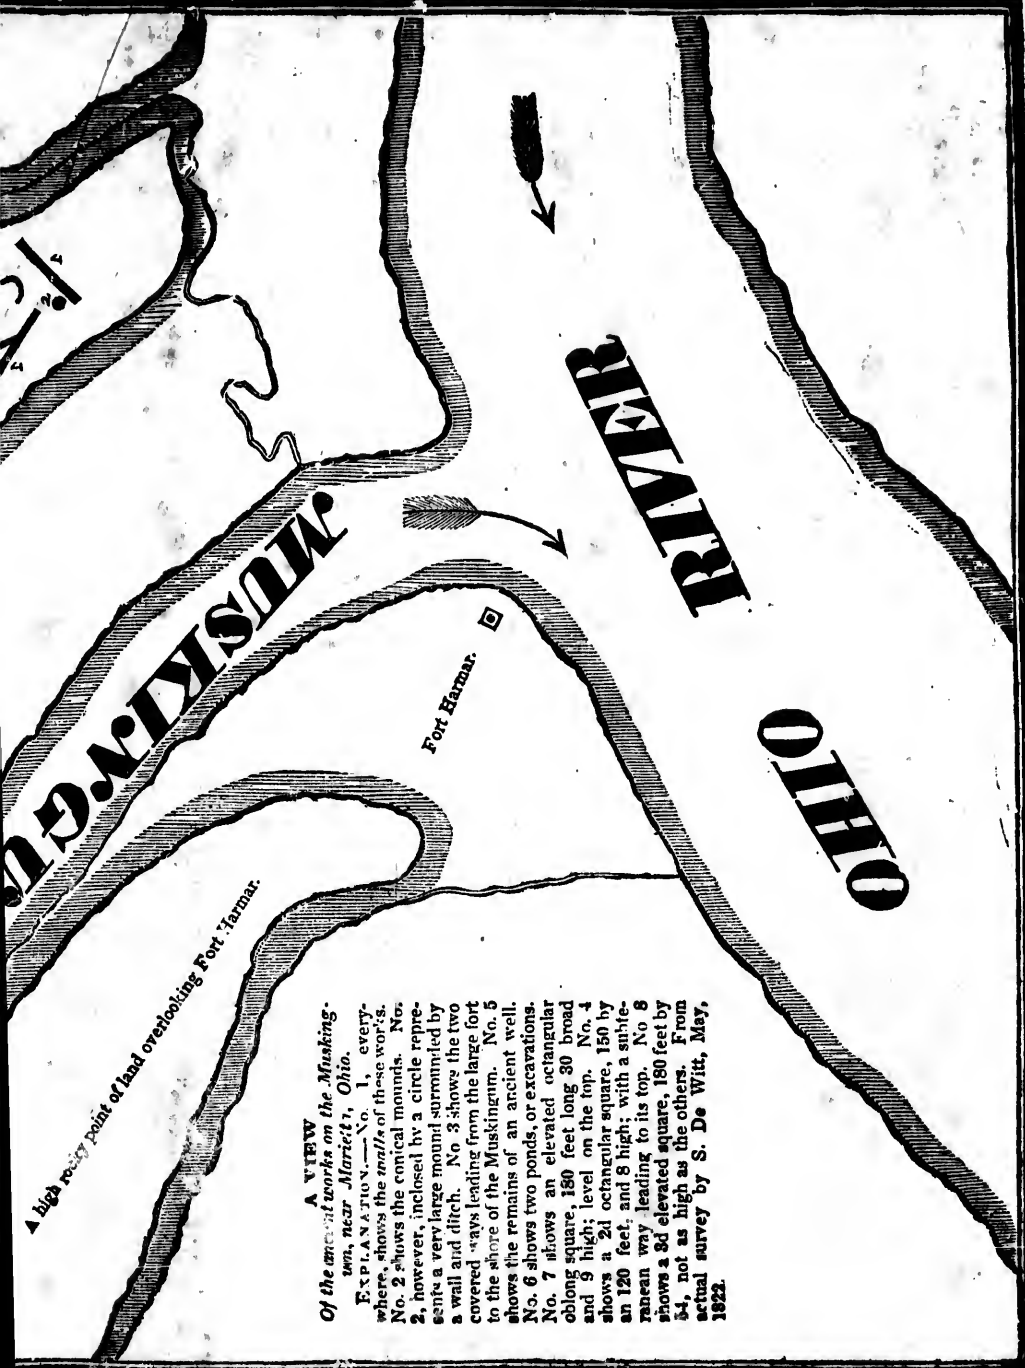 A VIEW
Of the ancient works on the Musking-
um, near Marietta, Ohio.
EXPLANATION.—No. 1, every-
where, shows the walls of these works.
No. 2 shows the conical mounds. No.
2, however, inclosed by a circle repre-
sents a very large mound surrounded by
a wall and ditch. No 3 shows the two
covered ways leading from the large fort
to the shore of the Muskingum. No. 5
shows the remains of an ancient well.
No. 6 shows two ponds, or excavations.
No. 7 shows an elevated octangular
oblong square, 180 feet long 30 broad
and 9 high; level on the top. No. 4
shows a 2d octangular square, 150 by
an 120 feet, and 8 high; with a subte-
ranean way leading to its top. No 8
shows a 3d elevated square, 180 feet by
54, not as high as the others. From
actual survey by S. De Witt, May,
1822.
A high rocky point of land overlooking Fort Harmar.
Fort Harmar.
MUSKINGU
OHIO
RIVER